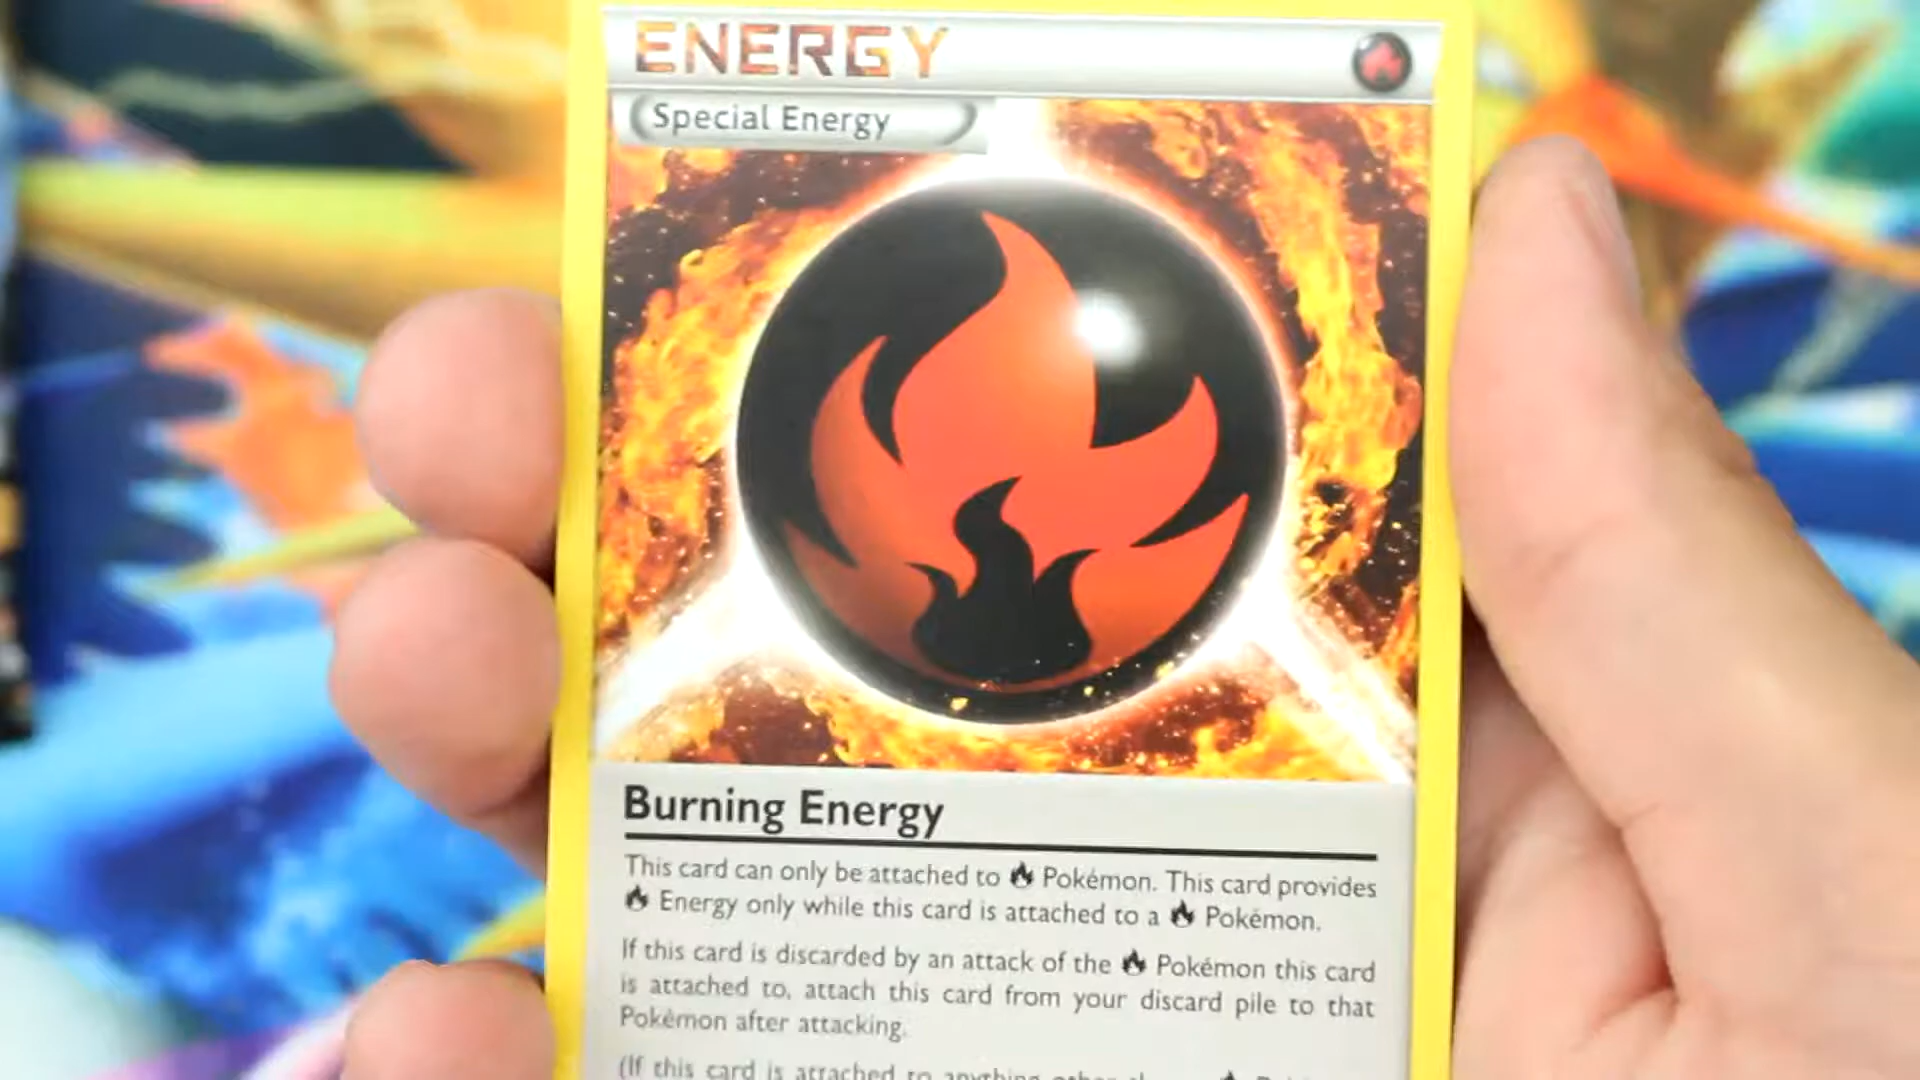 ENERGY
Special Energy
Burning Energy
This card can only be attached to Pokémon. This card provides
Energy only while this card is attached to a Pokémon.
If this card is discarded by an attack of the Pokémon this card
is attached to, attach this card from your discard pile to that
Pokémon after attacking.
(If this card is attached to anything other